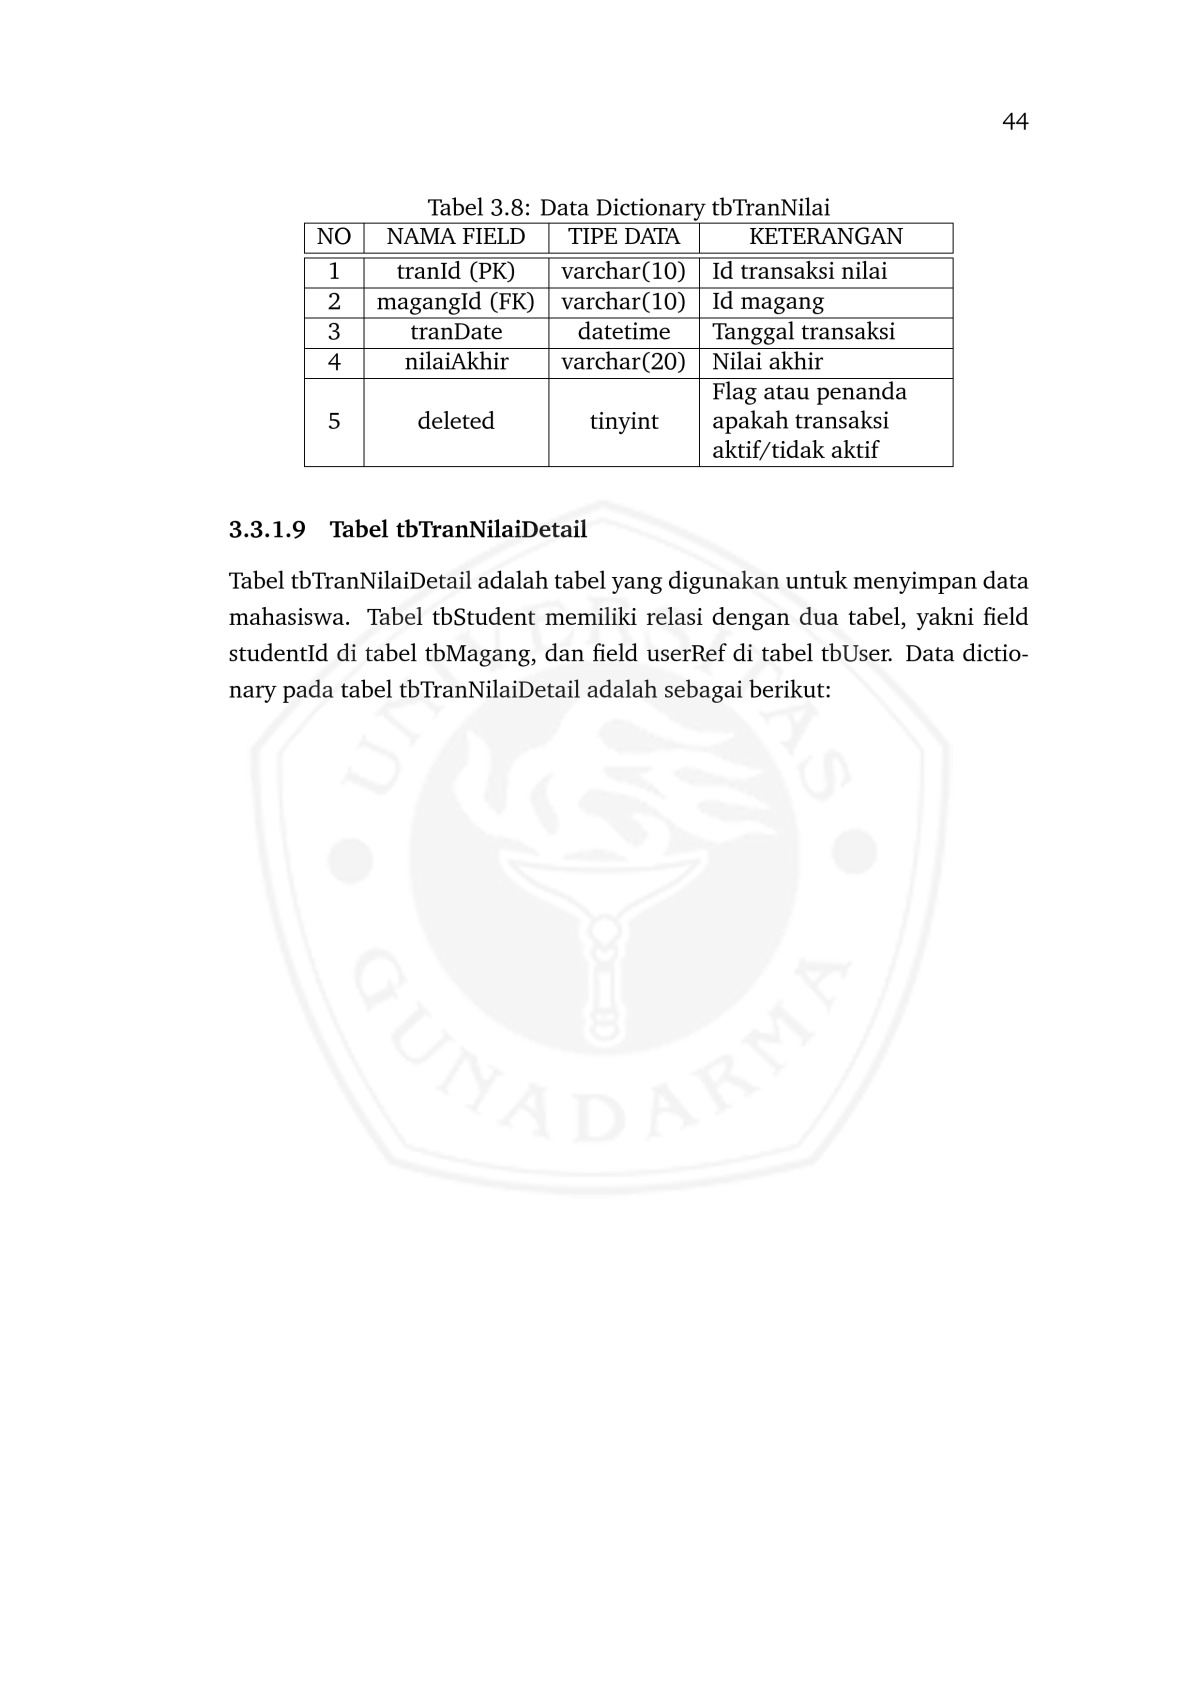 44
Tabel 3.8: Data Dictionary tbTranNilai
NO NAMA FIELD TIPE DATA KETERANGAN
1 tranId (PK) varchar(10) Id transaksi nilai
2 magangId (FK) varchar(10) Id magang
3 tranDate datetime Tanggal transaksi
4 nilaiAkhir varchar(20) Nilai akhir
5 deleted tinyint Flag atau penanda
apakah transaksi
aktif/tidak aktif
3.3.1.9 Tabel tbTranNilaiDetail
Tabel tbTranNilaiDetail adalah tabel yang digunakan untuk menyimpan data
mahasiswa. Tabel tbStudent memiliki relasi dengan dua tabel, yakni field
studentId di tabel tbMagang, dan field userRef di tabel tbUser. Data dictio-
nary pada tabel tbTranNilaiDetail adalah sebagai berikut:
UNIVERSITAS
GUNADARMA